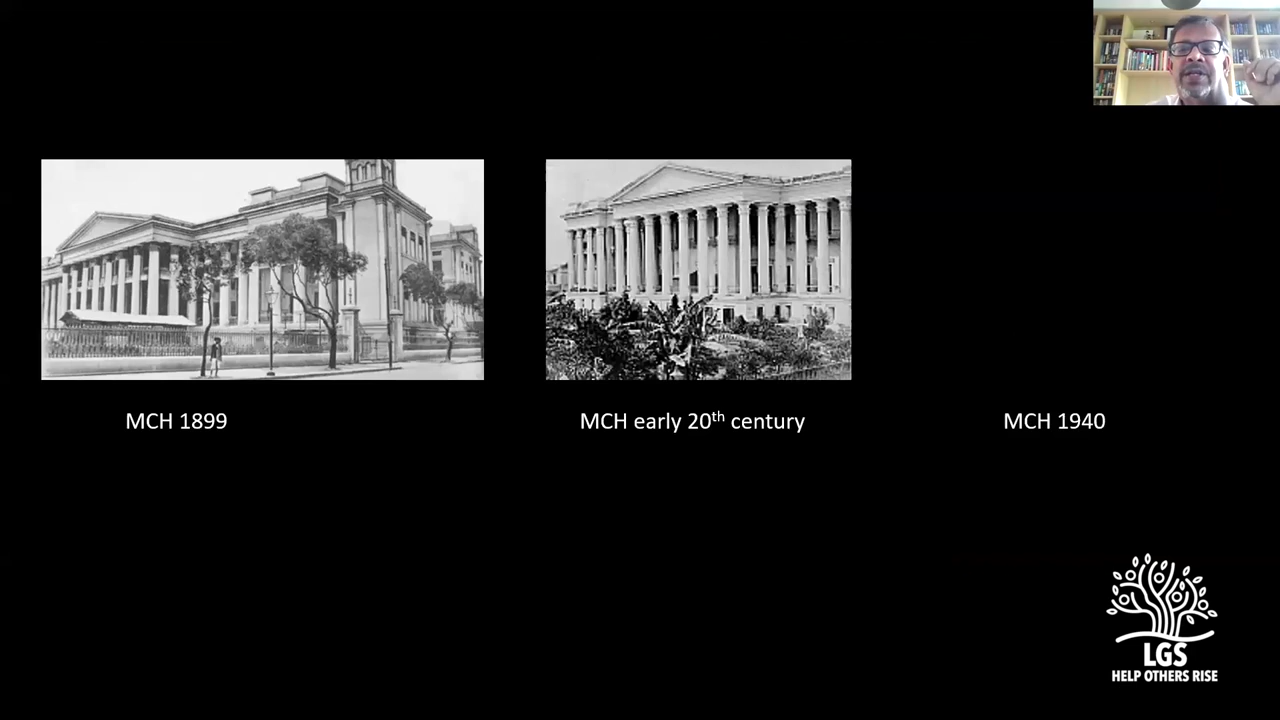 MCH 1899
MCH early 20th century
MCH 1940
LGS
HELP OTHERS RISE